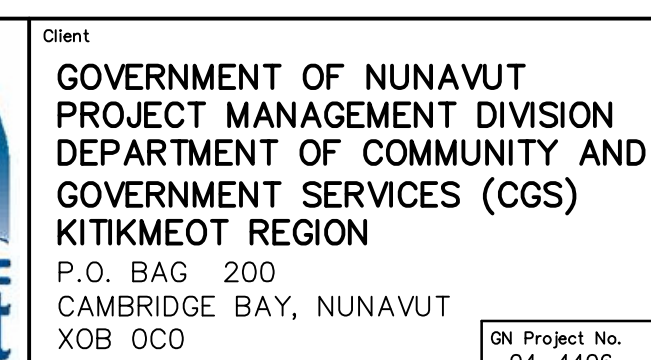 Client
GOVERNMENT OF NUNAVUT
PROJECT MANAGEMENT DIVISION
DEPARTMENT OF COMMUNITY AND
GOVERNMENT SERVICES (CGS)
KITIKMEOT REGION
P.O. BAG 200
CAMBRIDGE BAY, NUNAVUT
XOB 0C0
GN Project No.